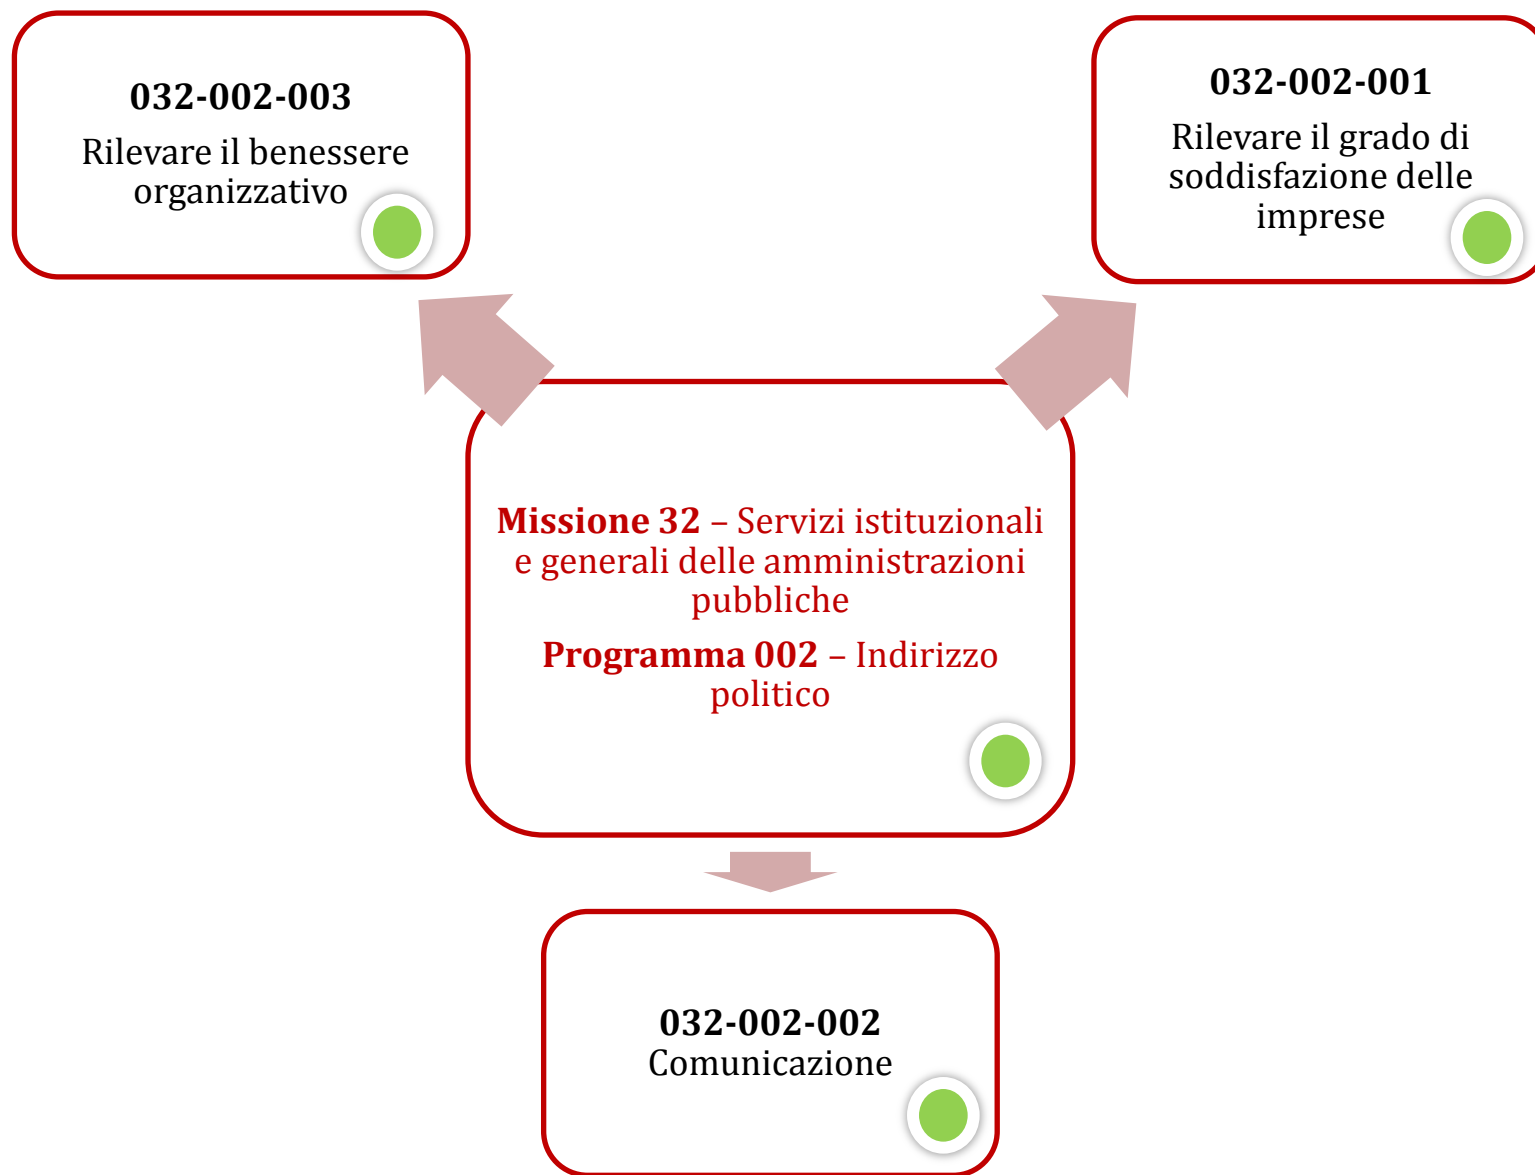 032-002-003
Rilevare il benessere
organizzativo
032-002-001
Rilevare il grado di
soddisfazione delle
imprese
Missione 32 – Servizi istituzionali
e generali delle amministrazioni
pubbliche
Programma 002 – Indirizzo
politico
032-002-002
Comunicazione